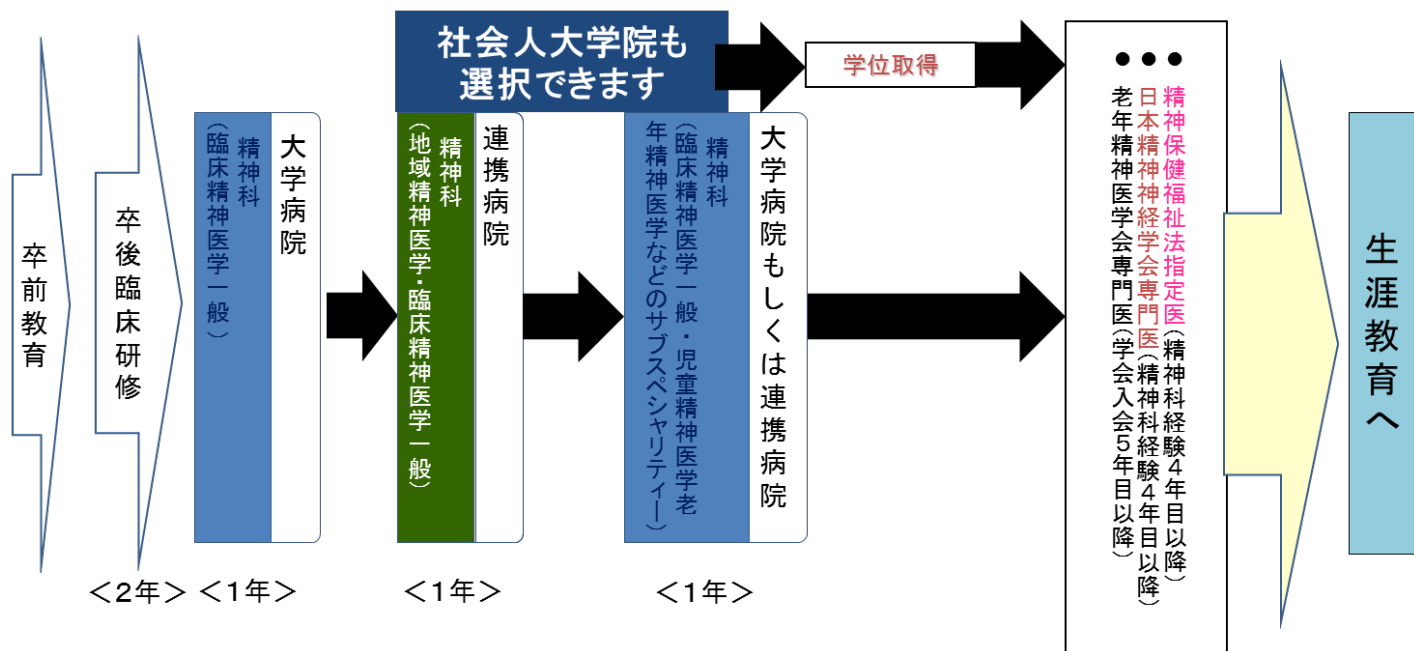 卒前教育
卒後臨床研修
<2年>
大学病院
精神科
(臨床精神医学一般)
<1年>
社会人大学院も
選択できます
学位取得
連携病院
精神科
(地域精神医学・臨床精神医学一般)
<1年>
大学病院もしくは連携病院
精神科
(臨床精神医学一般・児童精神医学老
年精神医学などのサブスペシャリティー)
<1年>
●精神保健福祉法指定医(精神科経験4年目以降)
●日本精神神経学会専門医(精神科経験4年目以降)
●老年精神医学会専門医(学会入会5年目以降)
生涯教育へ